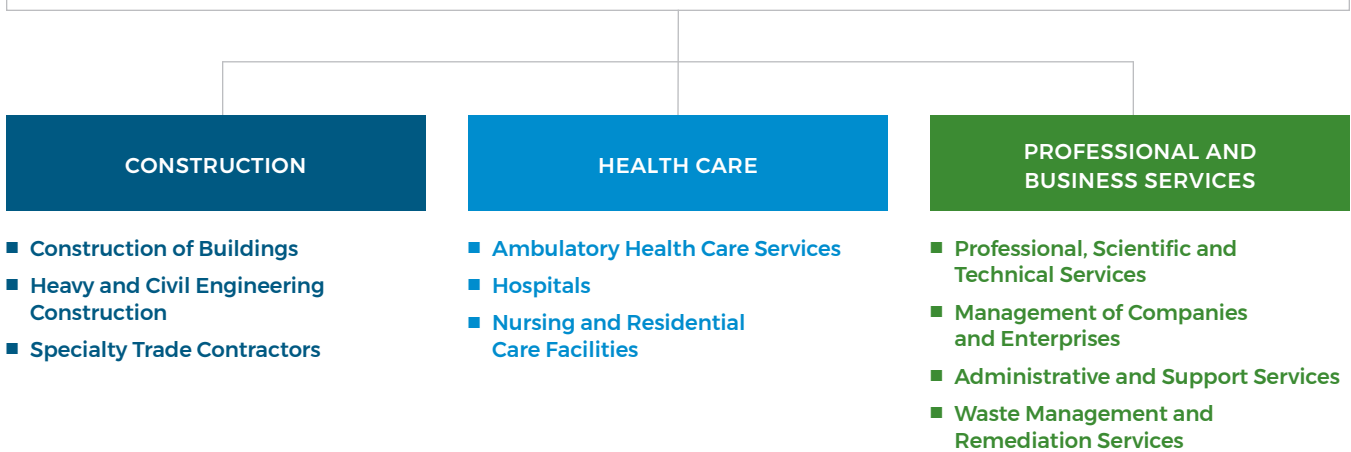 CONSTRUCTION
Construction of Buildings
Heavy and Civil Engineering
Construction
Specialty Trade Contractors
HEALTH CARE
Ambulatory Health Care Services
Hospitals
Nursing and Residential
Care Facilities
PROFESSIONAL AND
BUSINESS SERVICES
Professional, Scientific and
Technical Services
Management of Companies
and Enterprises
Administrative and Support Services
Waste Management and
Remediation Services